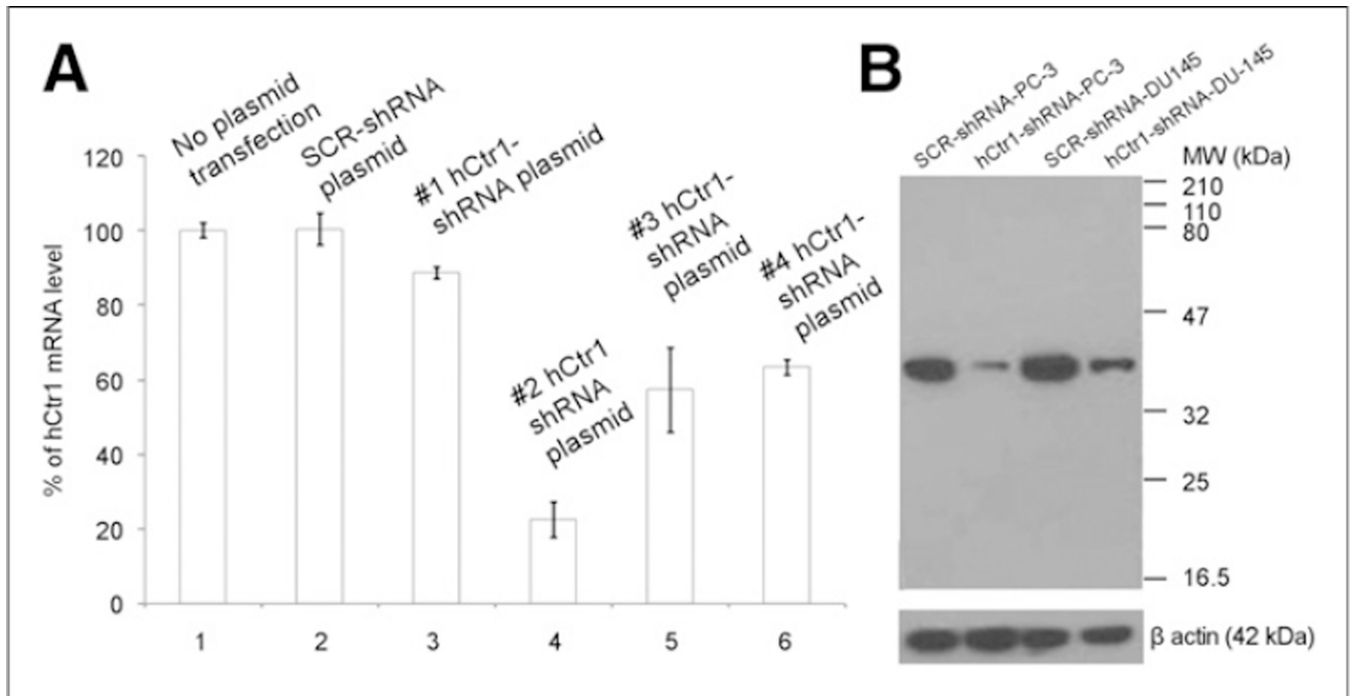 A
No plasmid
transfection
SCR-shRNA
plasmid
#1 hCtr1-
shRNA plasmid
#2 hCtr1
shRNA
plasmid
#3 hCtr1-
shRNA
plasmid
#4 hCtr1-
shRNA
plasmid
% of hCtr1 mRNA level
120
100
80
60
40
20
0
1 2 3 4 5 6
B
SCR-shRNA-PC-3
hCtr1-shRNA-PC-3
SCR-shRNA-DU145
hCtr1-shRNA-DU-145
MW (kDa)
210
110
80
47
32
25
16.5
β actin (42 kDa)